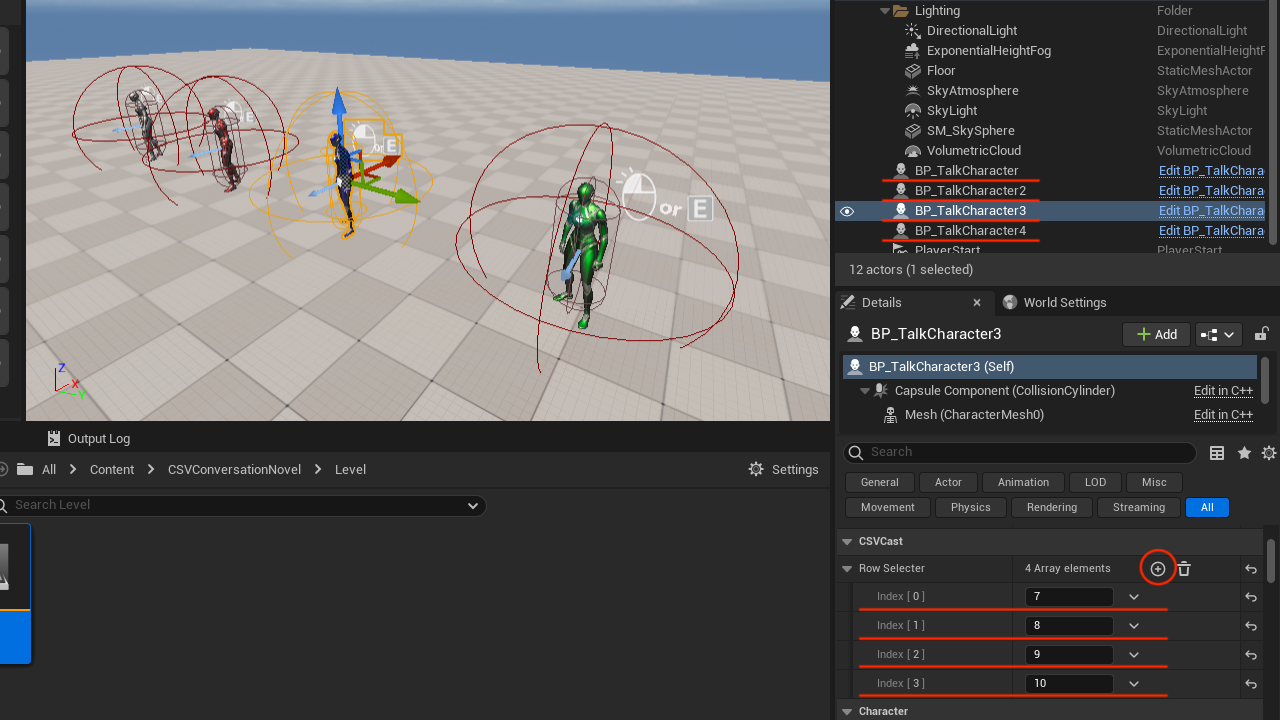 Lighting Folder
DirectionalLight DirectionalLight
ExponentialHeightFog ExponentialHeightF
Floor StaticMeshActor
SkyAtmosphere SkyAtmosphere
SkyLight SkyLight
SM_SkySphere StaticMeshActor
VolumetricCloud VolumetricCloud
BP_TalkCharacter Edit BP_TalkChara
BP_TalkCharacter2 Edit BP_TalkChara
BP_TalkCharacter3 Edit BP_TalkChara
BP_TalkCharacter4 Edit BP_TalkChara
PlayerStart PlayerStart
12 actors (1 selected)
E
or E
or E
Z
X
Y
Details World Settings
BP_TalkCharacter3 Add
BP_TalkCharacter3 (Self)
Capsule Component (CollisionCylinder) Edit in C++
Mesh (CharacterMesh0) Edit in C++
Output Log
All Content CSVConversationNovel Level Settings
Search Level
Search
General Actor Animation LOD Misc
Movement Physics Rendering Streaming All
CSVCast
Row Selecter 4 Array elements
Index [ 0 ] 7
Index [ 1 ] 8
Index [ 2 ] 9
Index [ 3 ] 10
Character